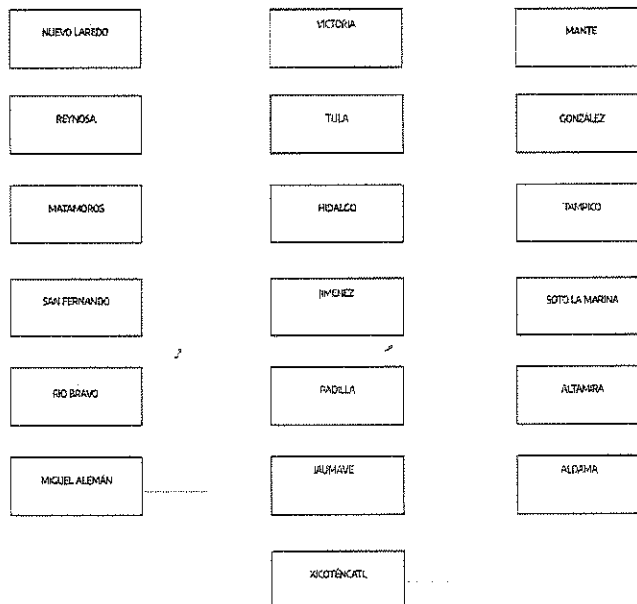 NUEVO LAREDO
VICTORIA
MANTE
REYNOSA
TULA
GONZÁLEZ
MATAMOROS
HIDALGO
TAMPICO
SAN FERNANDO
JIMENEZ
SOTO LA MARINA
RIO BRAVO
PADILLA
ALTAMIRA
MIGUEL ALEMÁN
JAUMAVE
ALDAMA
XICOTÉNCATL